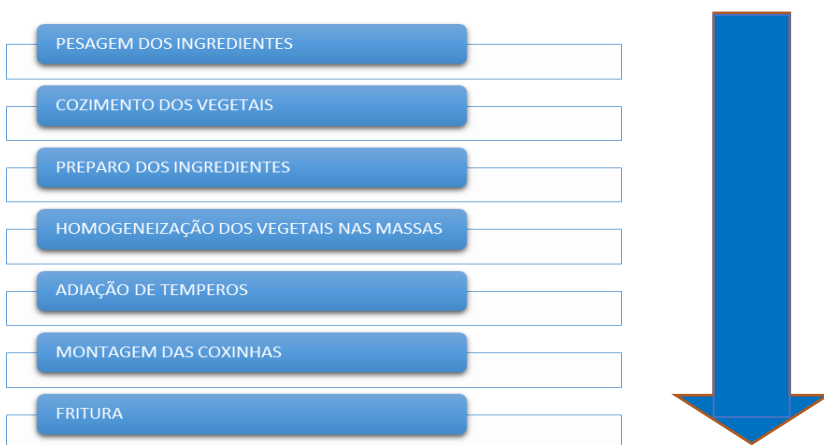 PESAGEM DOS INGREDIENTES
COZIMENTO DOS VEGETAIS
PREPARO DOS INGREDIENTES
HOMOGENEIZAÇÃO DOS VEGETAIS NAS MASSAS
ADIAÇÃO DE TEMPEROS
MONTAGEM DAS COXINHAS
FRITURA